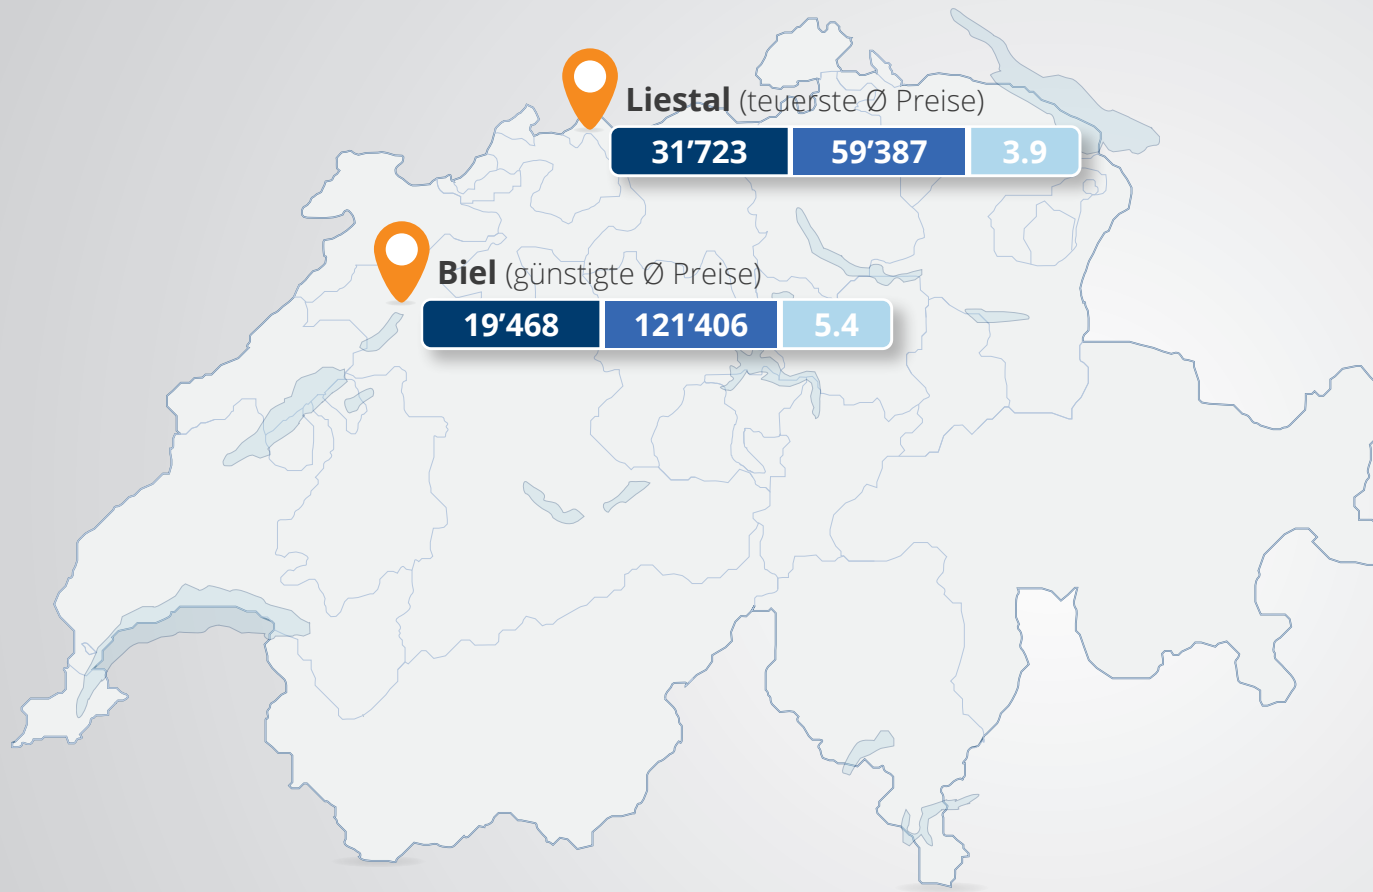 Liestal (teuerste Ø Preise)
31’723 59’387 3.9
Biel (günstigte Ø Preise)
19’468 121’406 5.4